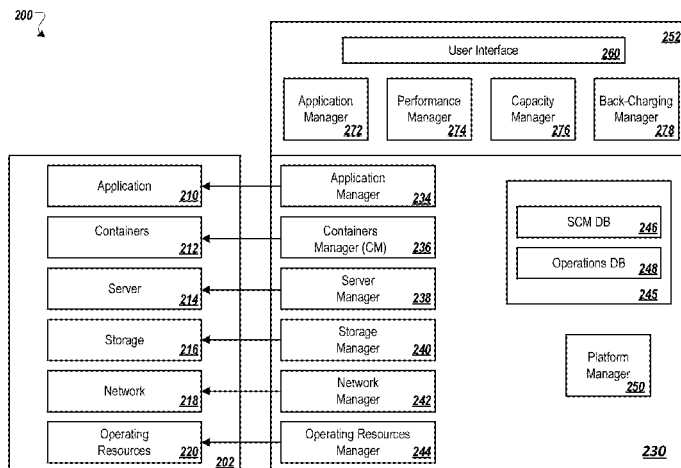 200
252
User Interface
260
Application
Manager
272
Performance
Manager
274
Capacity
Manager
276
Back-Charging
Manager
278
Application
210
Application
Manager
234
Containers
212
Containers
Manager (CM)
236
SCM DB
246
Server
214
Server
Manager
238
Operations DB
248
245
Storage
216
Storage
Manager
240
Platform
Manager
250
Network
218
Network
Manager
242
Operating
Resources
220
202
Operating Resources
Manager
244
230